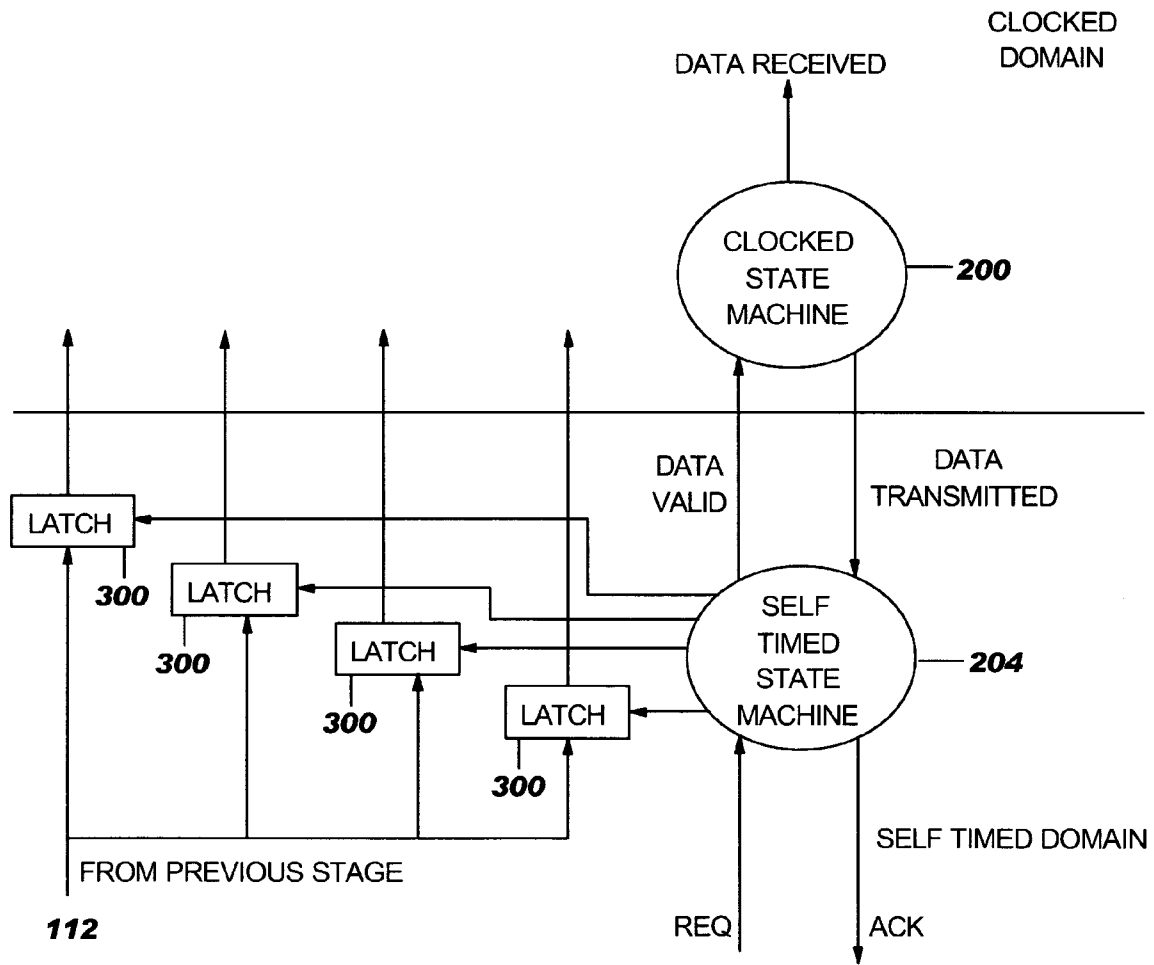 CLOCKED
DOMAIN
DATA RECEIVED
CLOCKED
STATE
MACHINE
200
DATA
VALID
DATA
TRANSMITTED
LATCH
300
LATCH
300
LATCH
300
LATCH
300
SELF
TIMED
STATE
MACHINE
204
SELF TIMED DOMAIN
FROM PREVIOUS STAGE
112
REQ
ACK